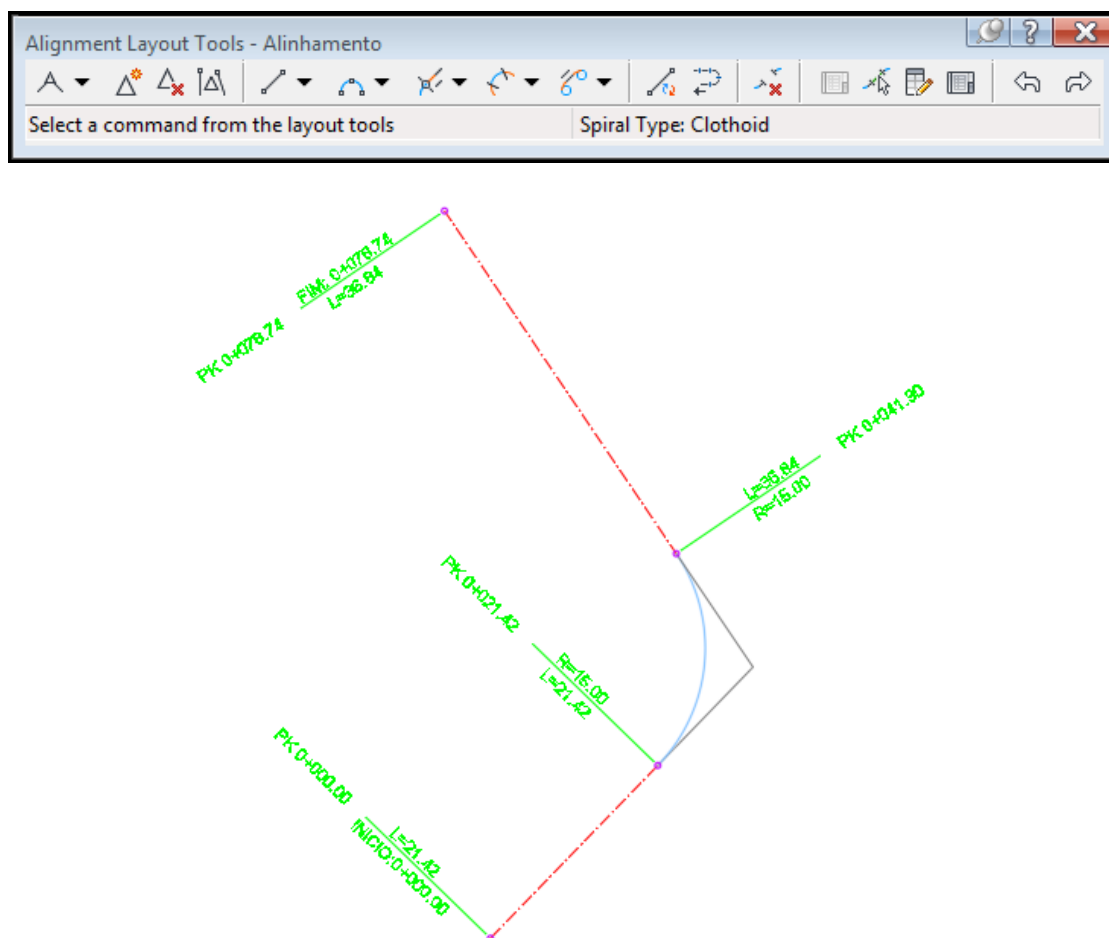 Alignment Layout Tools - Alinhamento
Select a command from the layout tools
Spiral Type: Clothoid
FIM: 0+078.74
L=36.84
PK 0+078.74
PK 0+041.90
L=36.84
R=15.00
PK 0+021.42
R=15.00
L=21.42
PK 0+000.00
L=21.42
INICIO:0+000.00